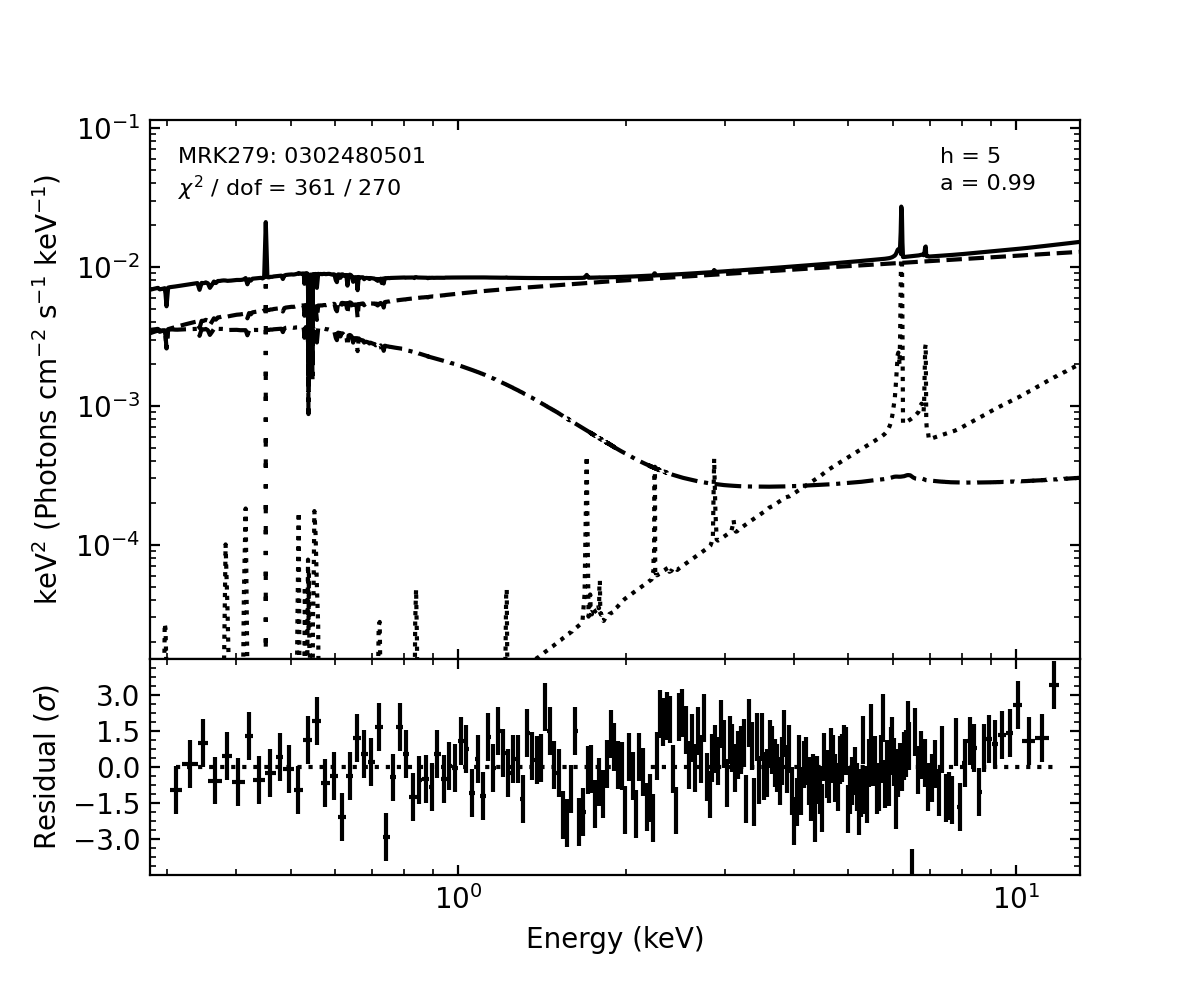 10⁻¹
MRK279: 0302480501
h = 5
χ² / dof = 361 / 270
a = 0.99
10⁻²
10⁻³
10⁻⁴
keV² (Photons cm⁻² s⁻¹ keV⁻¹)
3.0
1.5
0.0
−1.5
−3.0
Residual (σ)
10⁰
10¹
Energy (keV)